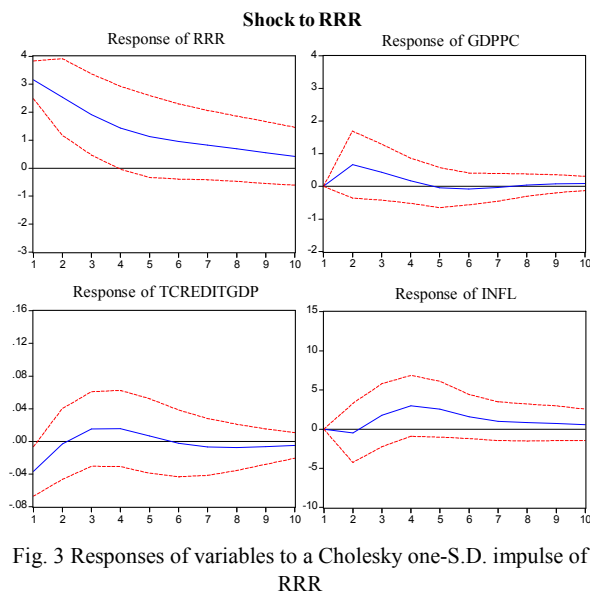 Shock to RRR
Response of RRR
4
3
2
1
0
-1
-2
-3
1 2 3 4 5 6 7 8 9 10
Response of GDPPC
4
3
2
1
0
-1
-2
1 2 3 4 5 6 7 8 9 10
Response of TCREDITGDP
.16
.12
.08
.04
.00
-.04
-.08
1 2 3 4 5 6 7 8 9 10
Response of INFL
15
10
5
0
-5
-10
1 2 3 4 5 6 7 8 9 10
Fig. 3 Responses of variables to a Cholesky one-S.D. impulse of
RRR